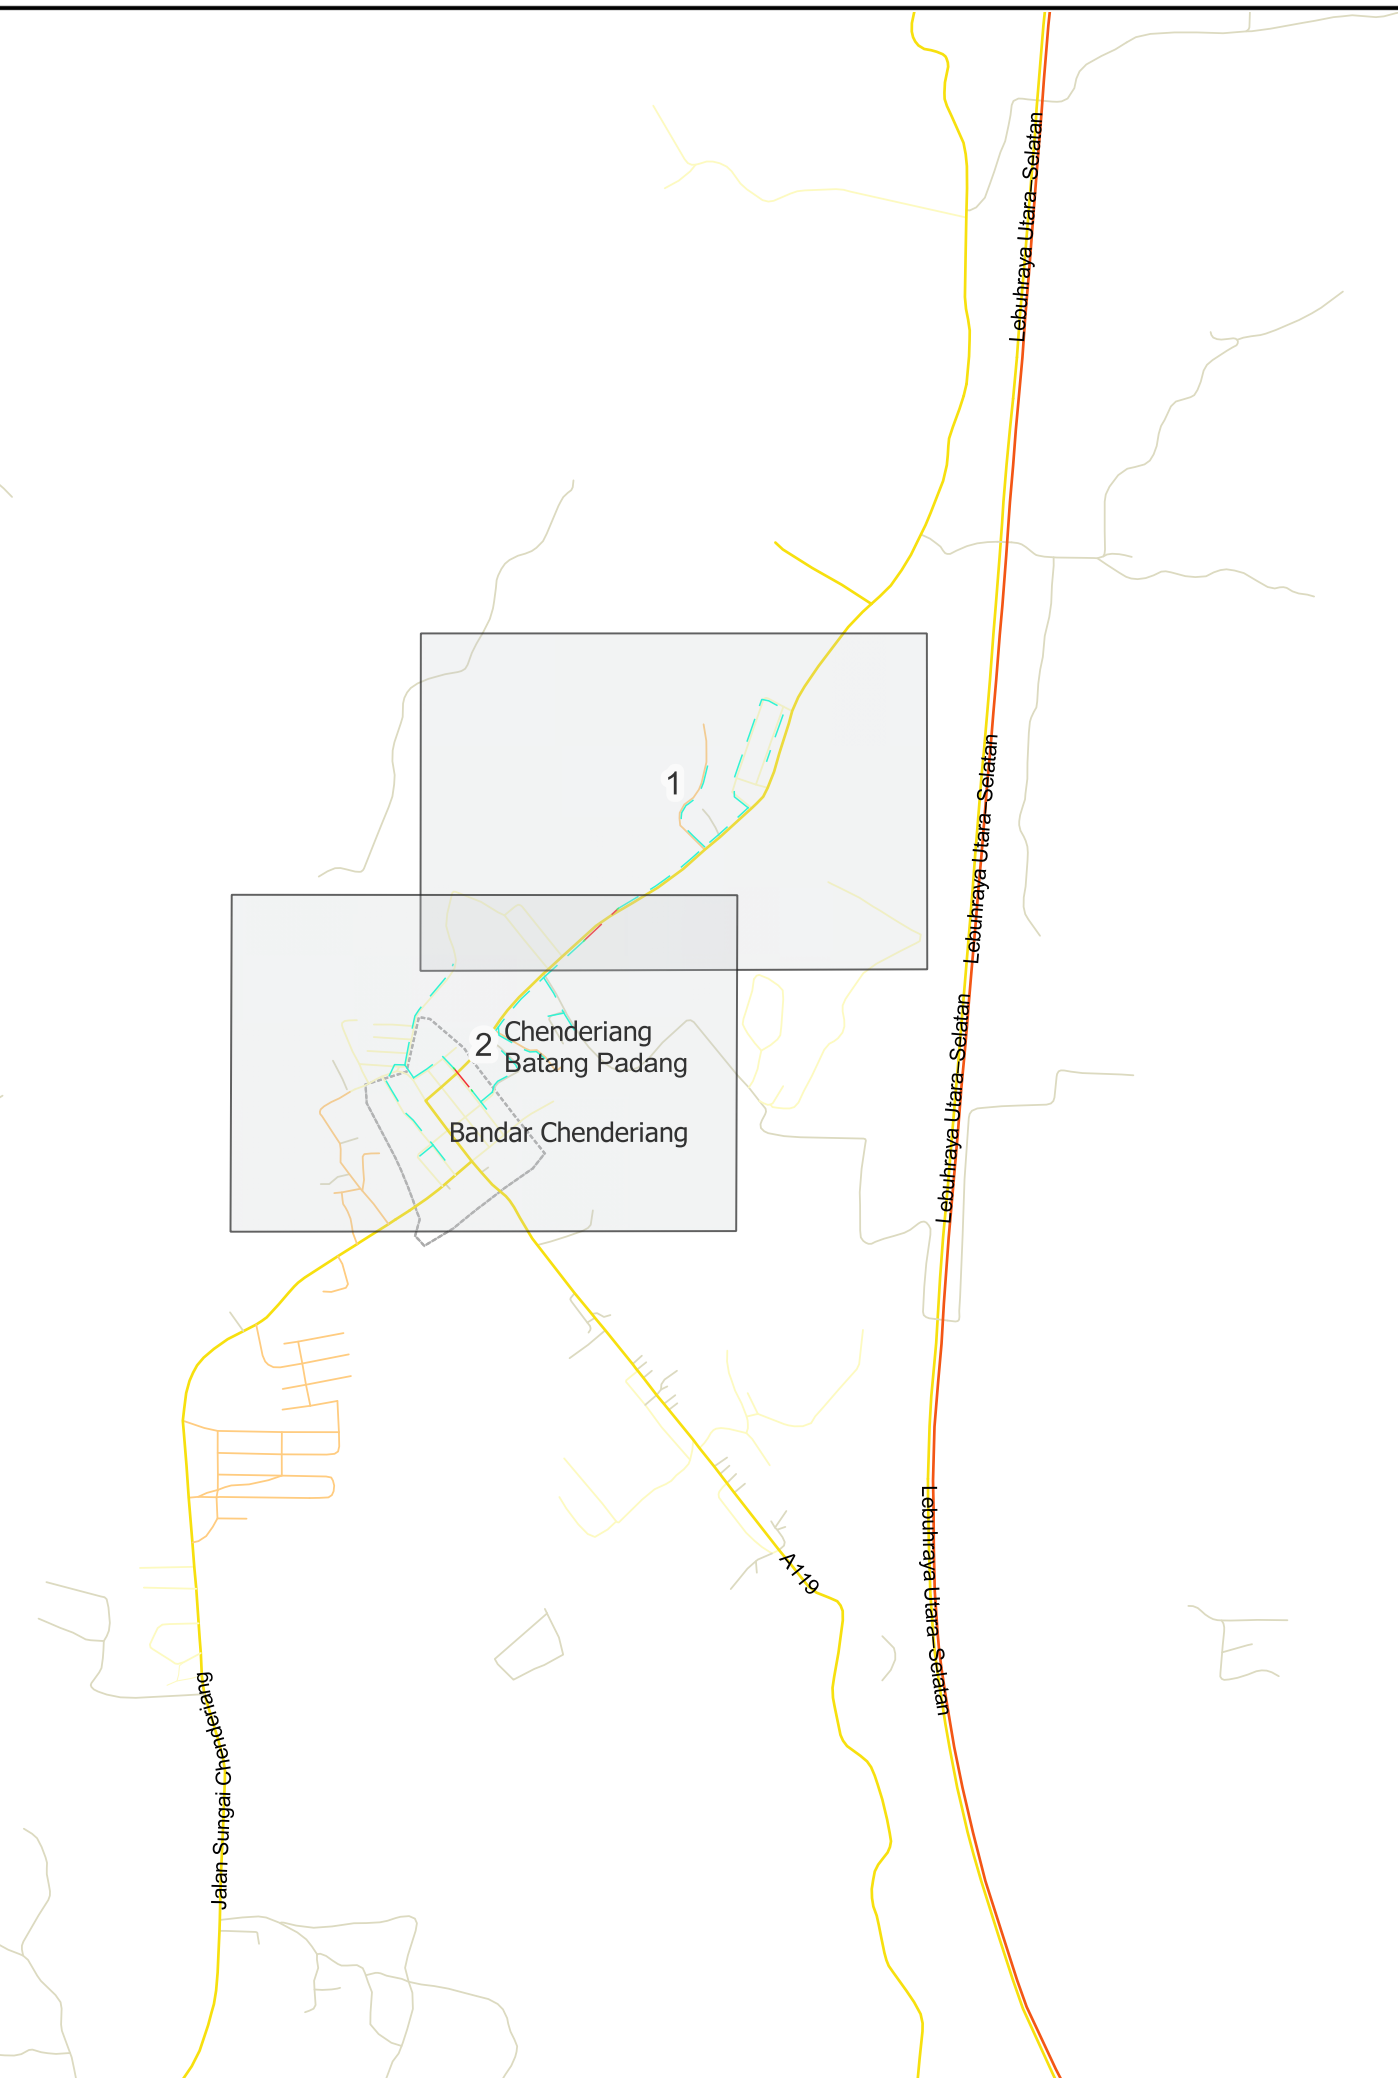 Lebuhraya Utara–Selatan
Lebuhraya Utara–Selatan
1
Lebuhraya Utara–Selatan
2
Chenderiang
Batang Padang
Bandar Chenderiang
Lebuhraya Utara–Selatan
A119
Jalan Sungai Chenderiang